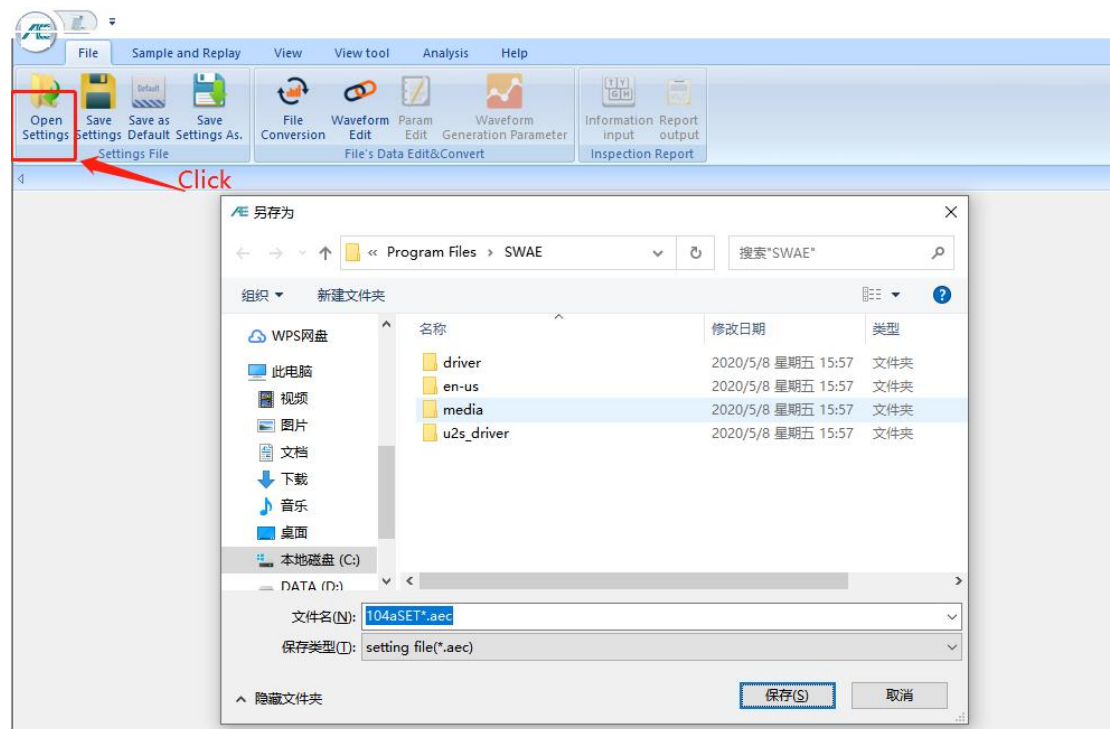 File Sample and Replay View View tool Analysis Help
Open Settings
Save Settings
Save as Default
Save Settings As.
File Conversion
Waveform Edit
Param Edit
Waveform Generation Parameter
Information input
Report output
Settings File
File's Data Edit&Convert
Inspection Report
Click
另存为
« Program Files › SWAE
搜索"SWAE"
组织 新建文件夹
名称 修改日期 类型
WPS网盘
此电脑
视频
图片
文档
下载
音乐
桌面
本地磁盘 (C:)
DATA (D:)
driver 2020/5/8 星期五 15:57 文件夹
en-us 2020/5/8 星期五 15:57 文件夹
media 2020/5/8 星期五 15:57 文件夹
u2s_driver 2020/5/8 星期五 15:57 文件夹
文件名(N): 104aSET*.aec
保存类型(T): setting file(*.aec)
隐藏文件夹 保存(S) 取消